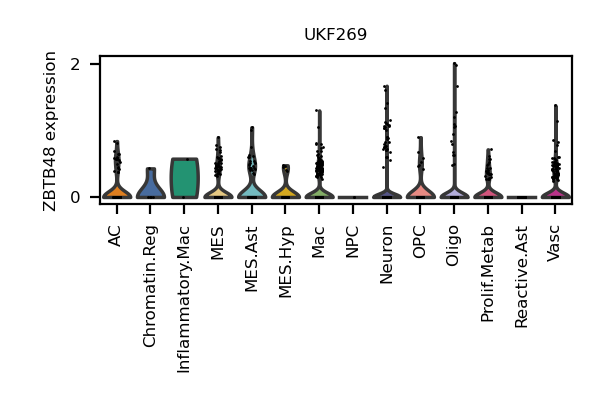 UKF269
ZBTB48 expression
2
0
AC
Chromatin.Reg
Inflammatory.Mac
MES
MES.Ast
MES.Hyp
Mac
NPC
Neuron
OPC
Oligo
Prolif.Metab
Reactive.Ast
Vasc